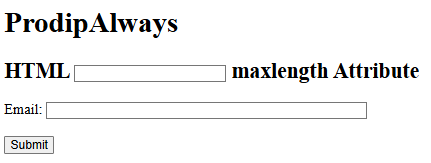 ProdipAlways
HTML maxlength Attribute
Email:
Submit